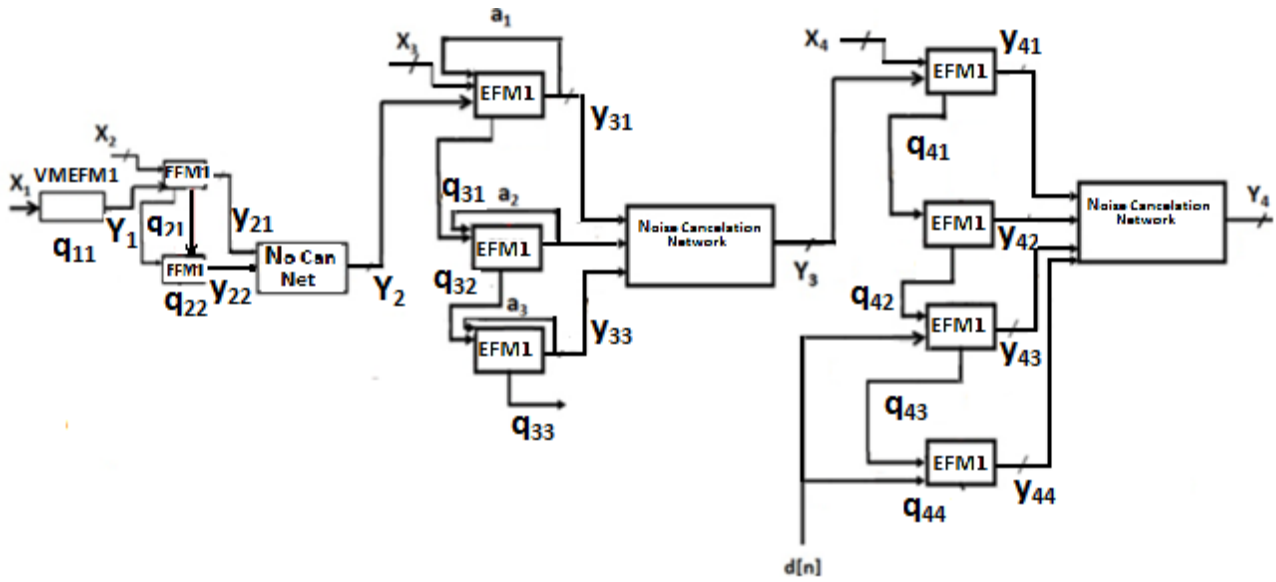 X₁
VMEFM1
q₁₁
Y₁
X₂
FFM1
q₂₁
y₂₁
FFM1
q₂₂
y₂₂
No Can
Net
Y₂
a₁
X₃
EFM1
y₃₁
q₃₁
a₂
EFM1
q₃₂
a₃
EFM1
y₃₃
q₃₃
Noise Cancelation
Network
Y₃
X₄
EFM1
y₄₁
q₄₁
EFM1
y₄₂
q₄₂
EFM1
y₄₃
q₄₃
EFM1
y₄₄
q₄₄
d[n]
Noise Cancelation
Network
Y₄